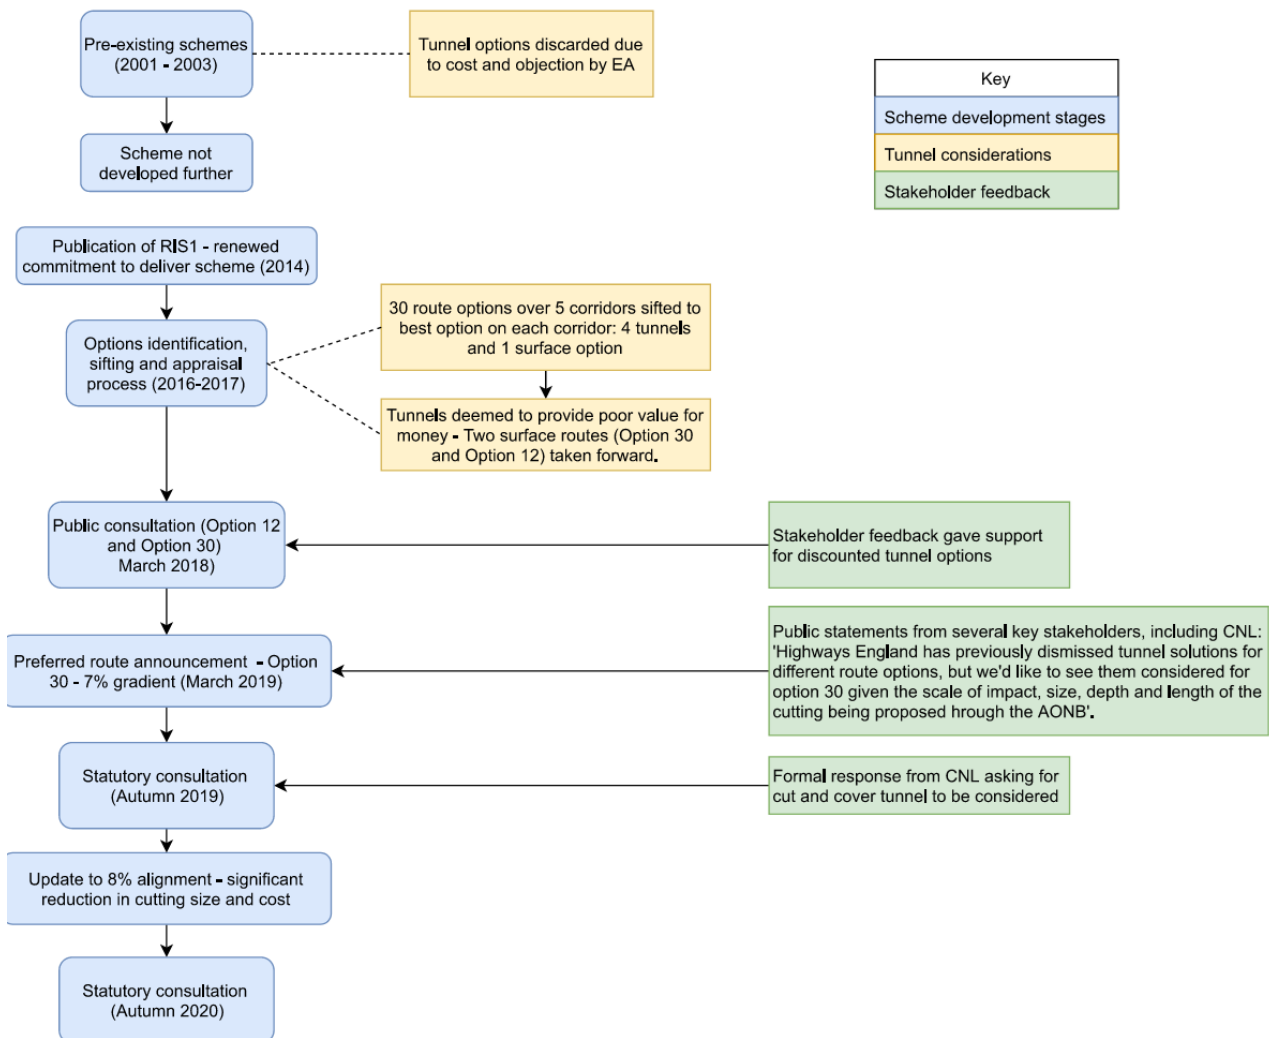 Pre-existing schemes
(2001 - 2003)
Tunnel options discarded due
to cost and objection by EA
Key
Scheme development stages
Tunnel considerations
Stakeholder feedback
Scheme not
developed further
Publication of RIS1 - renewed
commitment to deliver scheme (2014)
Options identification,
sifting and appraisal
process (2016-2017)
30 route options over 5 corridors sifted to
best option on each corridor: 4 tunnels
and 1 surface option
Tunnels deemed to provide poor value for
money - Two surface routes (Option 30
and Option 12) taken forward.
Public consultation (Option 12
and Option 30)
March 2018)
Stakeholder feedback gave support
for discounted tunnel options
Preferred route announcement - Option
30 - 7% gradient (March 2019)
Public statements from several key stakeholders, including CNL:
'Highways England has previously dismissed tunnel solutions for
different route options, but we'd like to see them considered for
option 30 given the scale of impact, size, depth and length of the
cutting being proposed hrough the AONB'.
Statutory consultation
(Autumn 2019)
Formal response from CNL asking for
cut and cover tunnel to be considered
Update to 8% alignment - significant
reduction in cutting size and cost
Statutory consultation
(Autumn 2020)